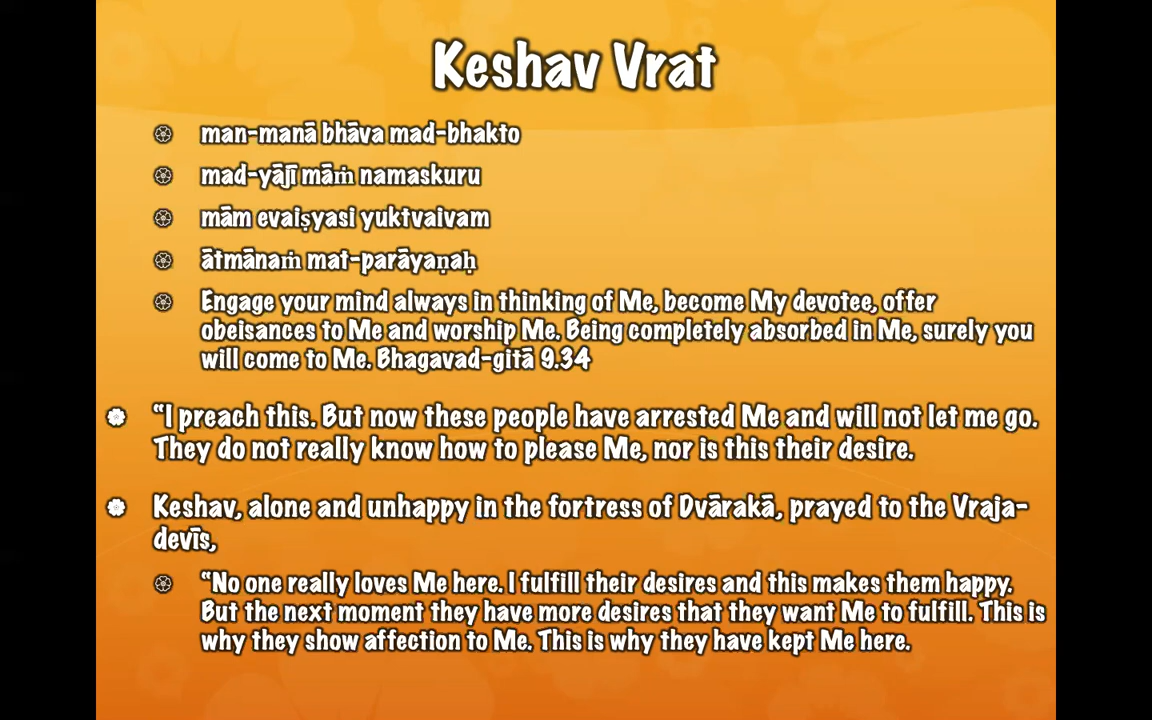 Keshav Vrat
man-manā bhāva mad-bhakto
mad-yājī māṁ namaskuru
mām evaiṣyasi yuktvaivam
ātmānaṁ mat-parāyaṇaḥ
Engage your mind always in thinking of Me, become My devotee, offer
obeisances to Me and worship Me. Being completely absorbed in Me, surely you
will come to Me. Bhagavad-gitā 9.34
“I preach this. But now these people have arrested Me and will not let me go.
They do not really know how to please Me, nor is this their desire.
Keshav, alone and unhappy in the fortress of Dvārakā, prayed to the Vraja-
devīs,
“No one really loves Me here. I fulfill their desires and this makes them happy.
But the next moment they have more desires that they want Me to fulfill. This is
why they show affection to Me. This is why they have kept Me here.